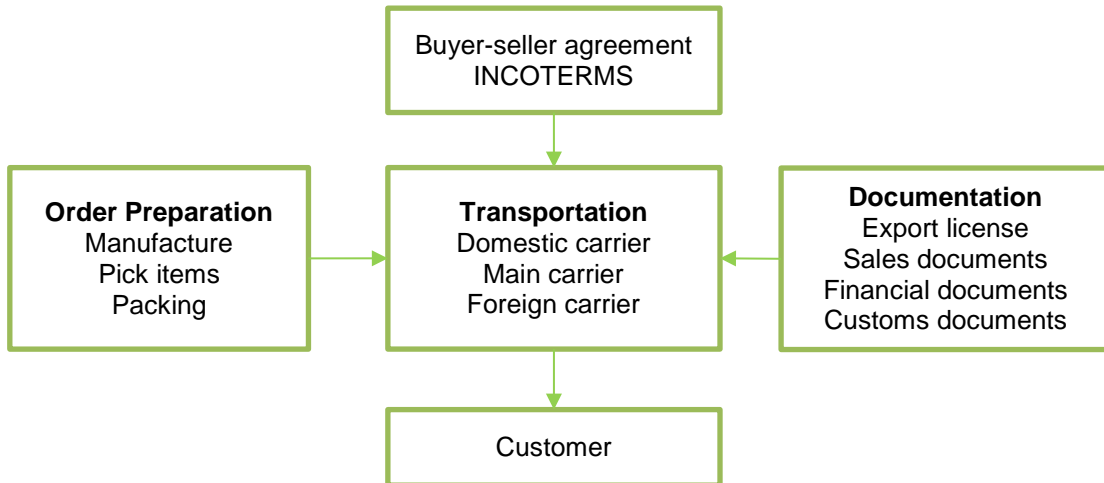 Buyer-seller agreement
INCOTERMS
Order Preparation
Manufacture
Pick items
Packing
Transportation
Domestic carrier
Main carrier
Foreign carrier
Documentation
Export license
Sales documents
Financial documents
Customs documents
Customer